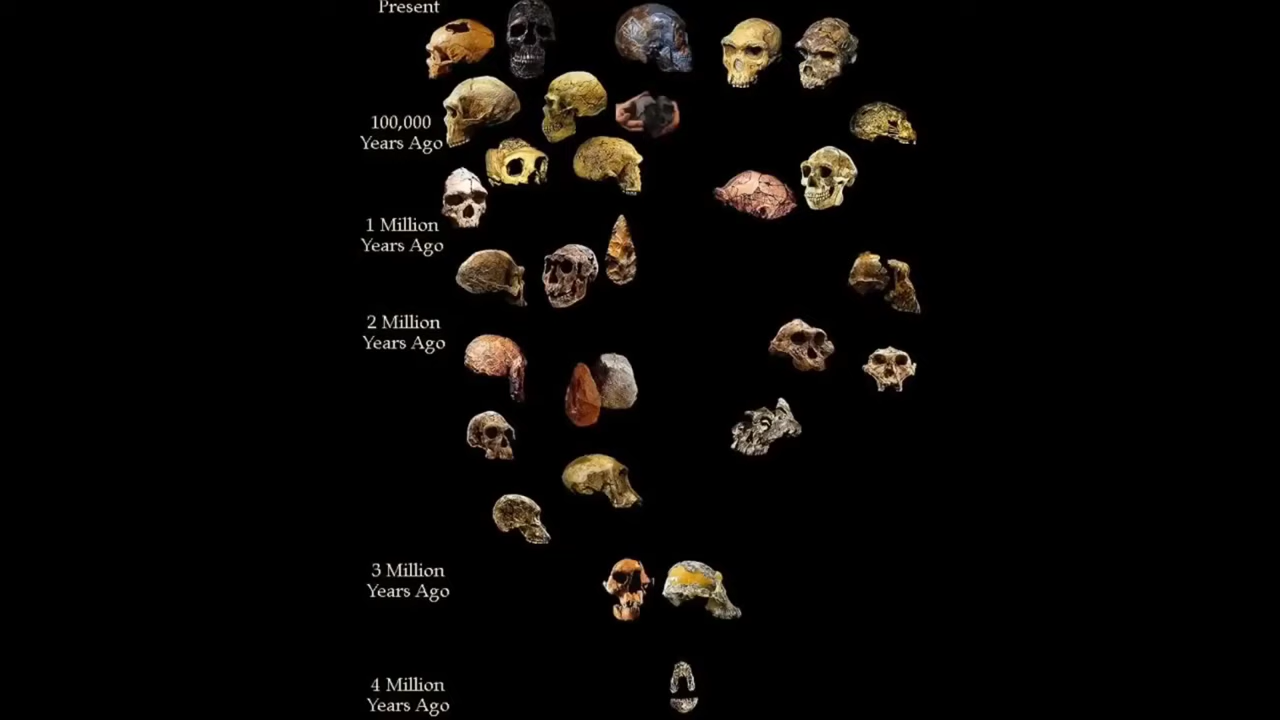 Present
100,000
Years Ago
1 Million
Years Ago
2 Million
Years Ago
3 Million
Years Ago
4 Million
Years Ago